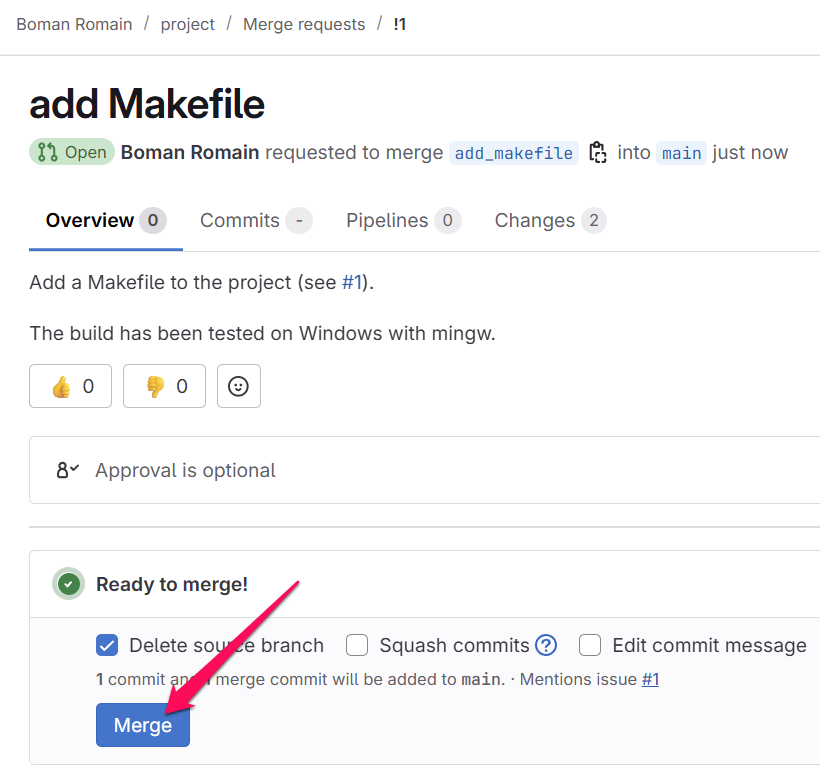 Boman Romain / project / Merge requests / !1
add Makefile
Open Boman Romain requested to merge add_makefile into main just now
Overview 0 Commits - Pipelines 0 Changes 2
Add a Makefile to the project (see #1).
The build has been tested on Windows with mingw.
0 0
Approval is optional
Ready to merge!
Delete source branch Squash commits ? Edit commit message
1 commit and 1 merge commit will be added to main. · Mentions issue #1
Merge